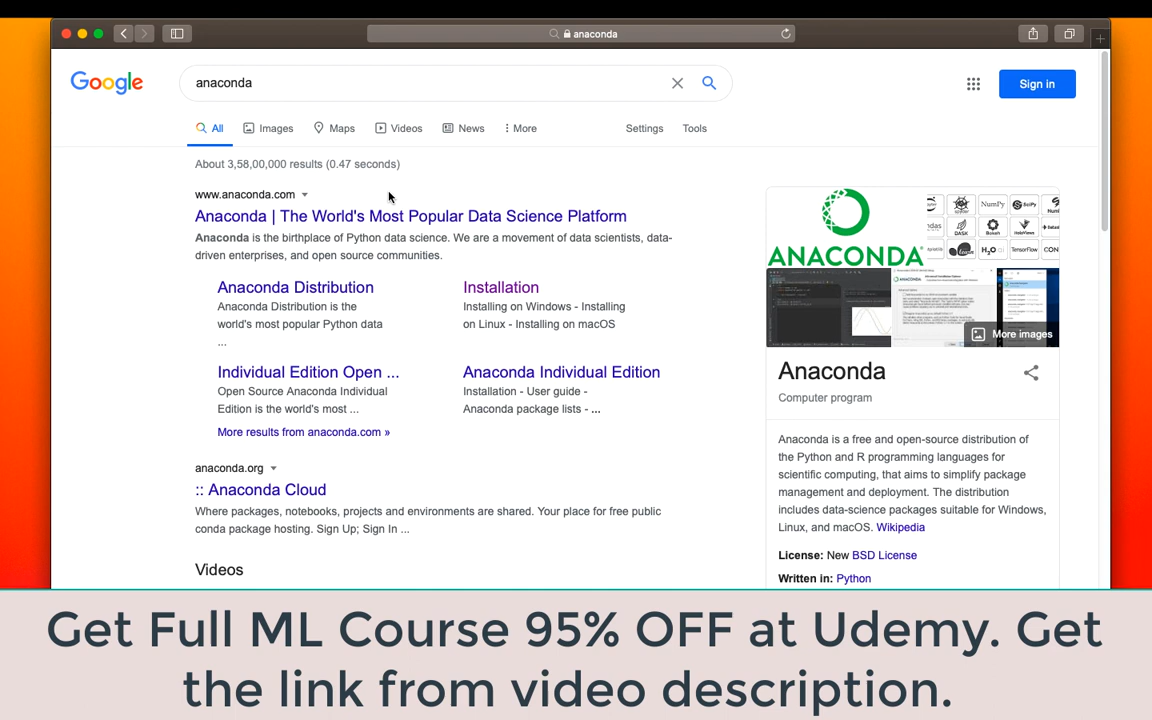 anaconda
Google
anaconda
Sign in
All
Images
Maps
Videos
News
More
Settings
Tools
About 3,58,00,000 results (0.47 seconds)
www.anaconda.com
Anaconda | The World's Most Popular Data Science Platform
Anaconda is the birthplace of Python data science. We are a movement of data scientists, data-
driven enterprises, and open source communities.
Anaconda Distribution
Anaconda Distribution is the
world's most popular Python data
...
Installation
Installing on Windows - Installing
on Linux - Installing on macOS
Individual Edition Open ...
Open Source Anaconda Individual
Edition is the world's most ...
Anaconda Individual Edition
Installation - User guide -
Anaconda package lists - ...
More results from anaconda.com »
anaconda.org
:: Anaconda Cloud
Where packages, notebooks, projects and environments are shared. Your place for free public
conda package hosting. Sign Up; Sign In ...
Videos
ANACONDA
NumPy
SciPy
DASK
Bokeh
H2O
TensorFlow
CON
More images
Anaconda
Computer program
Anaconda is a free and open-source distribution of
the Python and R programming languages for
scientific computing, that aims to simplify package
management and deployment. The distribution
includes data-science packages suitable for Windows,
Linux, and macOS. Wikipedia
License: New BSD License
Written in: Python
Get Full ML Course 95% OFF at Udemy. Get
the link from video description.